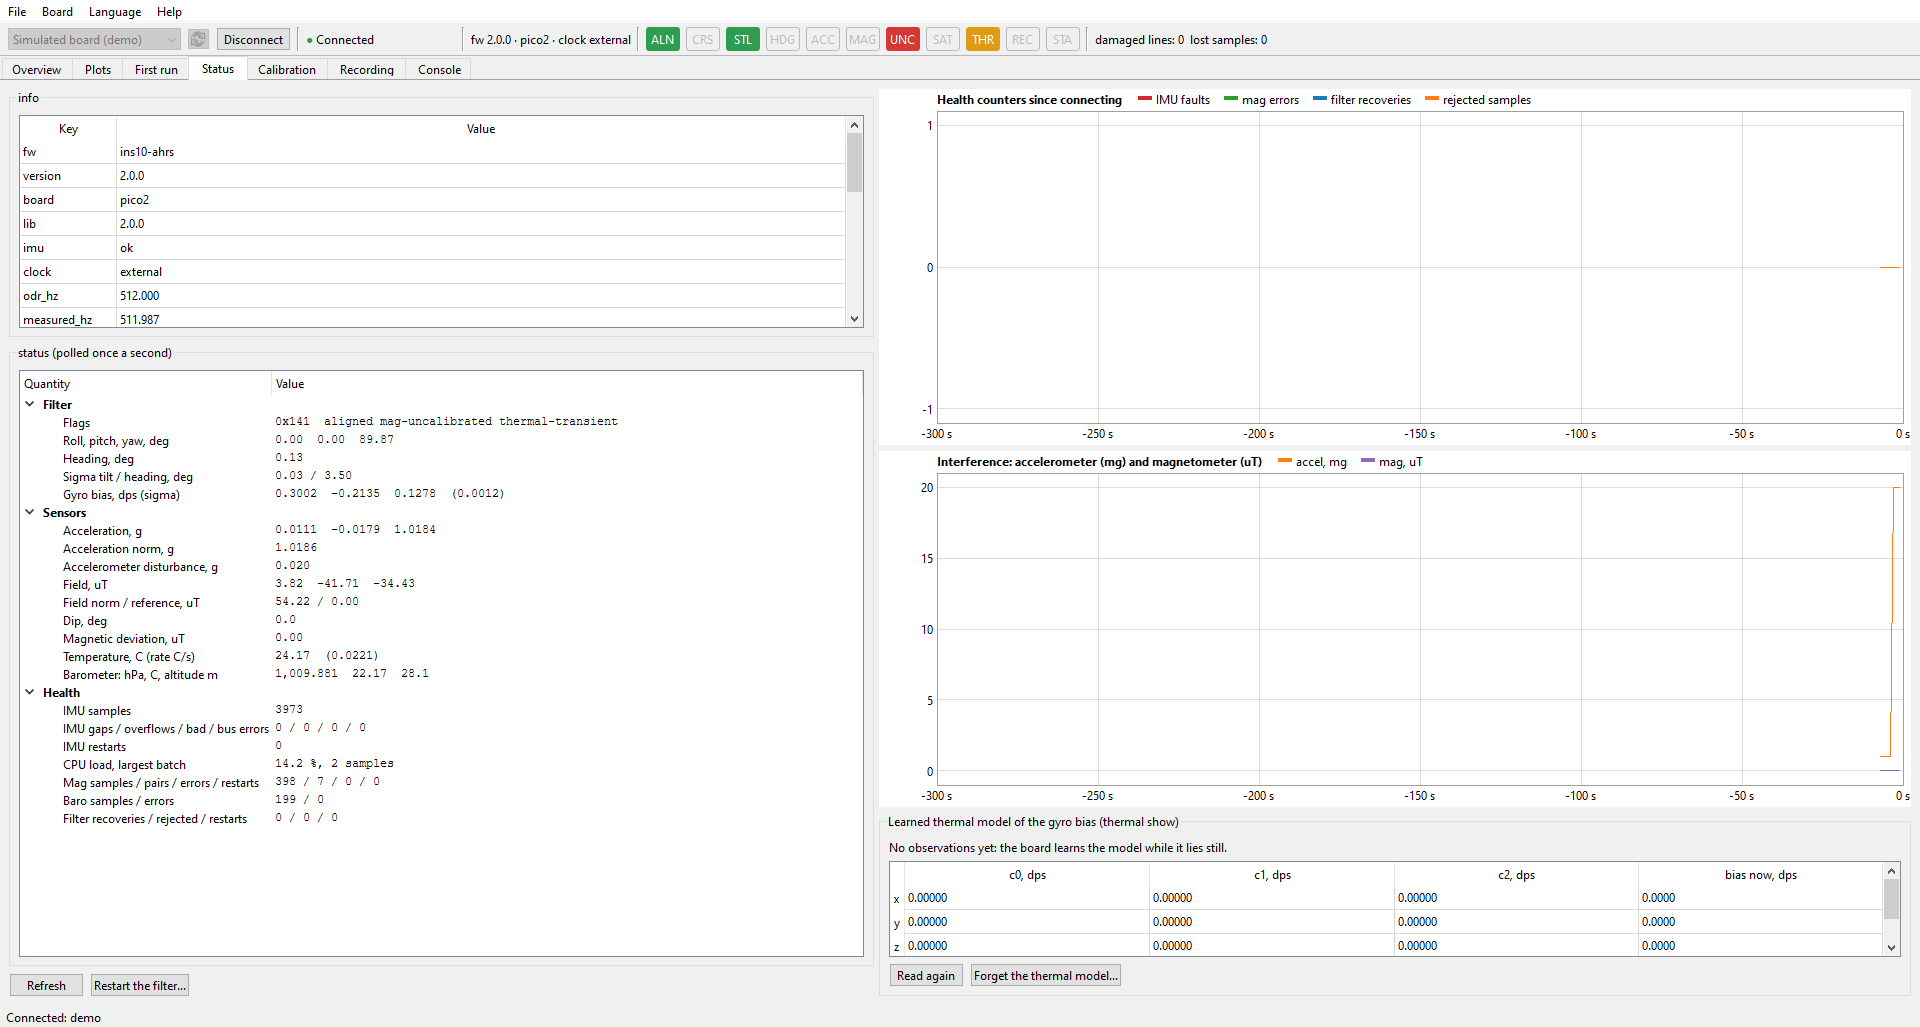 File Board Language Help
Simulated board (demo) Disconnect ● Connected fw 2.0.0 · pico2 · clock external ALN CRS STL HDG ACC MAG UNC SAT THR REC STA damaged lines: 0 lost samples: 0
Overview Plots First run Status Calibration Recording Console
info
Key Value
fw ins10-ahrs
version 2.0.0
board pico2
lib 2.0.0
imu ok
clock external
odr_hz 512.000
measured_hz 511.987
status (polled once a second)
Quantity Value
Filter
Flags 0x141 aligned mag-uncalibrated thermal-transient
Roll, pitch, yaw, deg 0.00 0.00 89.87
Heading, deg 0.13
Sigma tilt / heading, deg 0.03 / 3.50
Gyro bias, dps (sigma) 0.3002 -0.2135 0.1278 (0.0012)
Sensors
Acceleration, g 0.0111 -0.0179 1.0184
Acceleration norm, g 1.0186
Accelerometer disturbance, g 0.020
Field, uT 3.82 -41.71 -34.43
Field norm / reference, uT 54.22 / 0.00
Dip, deg 0.0
Magnetic deviation, uT 0.00
Temperature, C (rate C/s) 24.17 (0.0221)
Barometer: hPa, C, altitude m 1,009.881 22.17 28.1
Health
IMU samples 3973
IMU gaps / overflows / bad / bus errors 0 / 0 / 0 / 0
IMU restarts 0
CPU load, largest batch 14.2 %, 2 samples
Mag samples / pairs / errors / restarts 398 / 7 / 0 / 0
Baro samples / errors 199 / 0
Filter recoveries / rejected / restarts 0 / 0 / 0
Refresh Restart the filter...
Health counters since connecting IMU faults mag errors filter recoveries rejected samples
1
0
-1
-300 s -250 s -200 s -150 s -100 s -50 s 0 s
Interference: accelerometer (mg) and magnetometer (uT) accel, mg mag, uT
20
15
10
5
0
-300 s -250 s -200 s -150 s -100 s -50 s 0 s
Learned thermal model of the gyro bias (thermal show)
No observations yet: the board learns the model while it lies still.
c0, dps c1, dps c2, dps bias now, dps
x 0.00000 0.00000 0.00000 0.0000
y 0.00000 0.00000 0.00000 0.0000
z 0.00000 0.00000 0.00000 0.0000
Read again Forget the thermal model...
Connected: demo